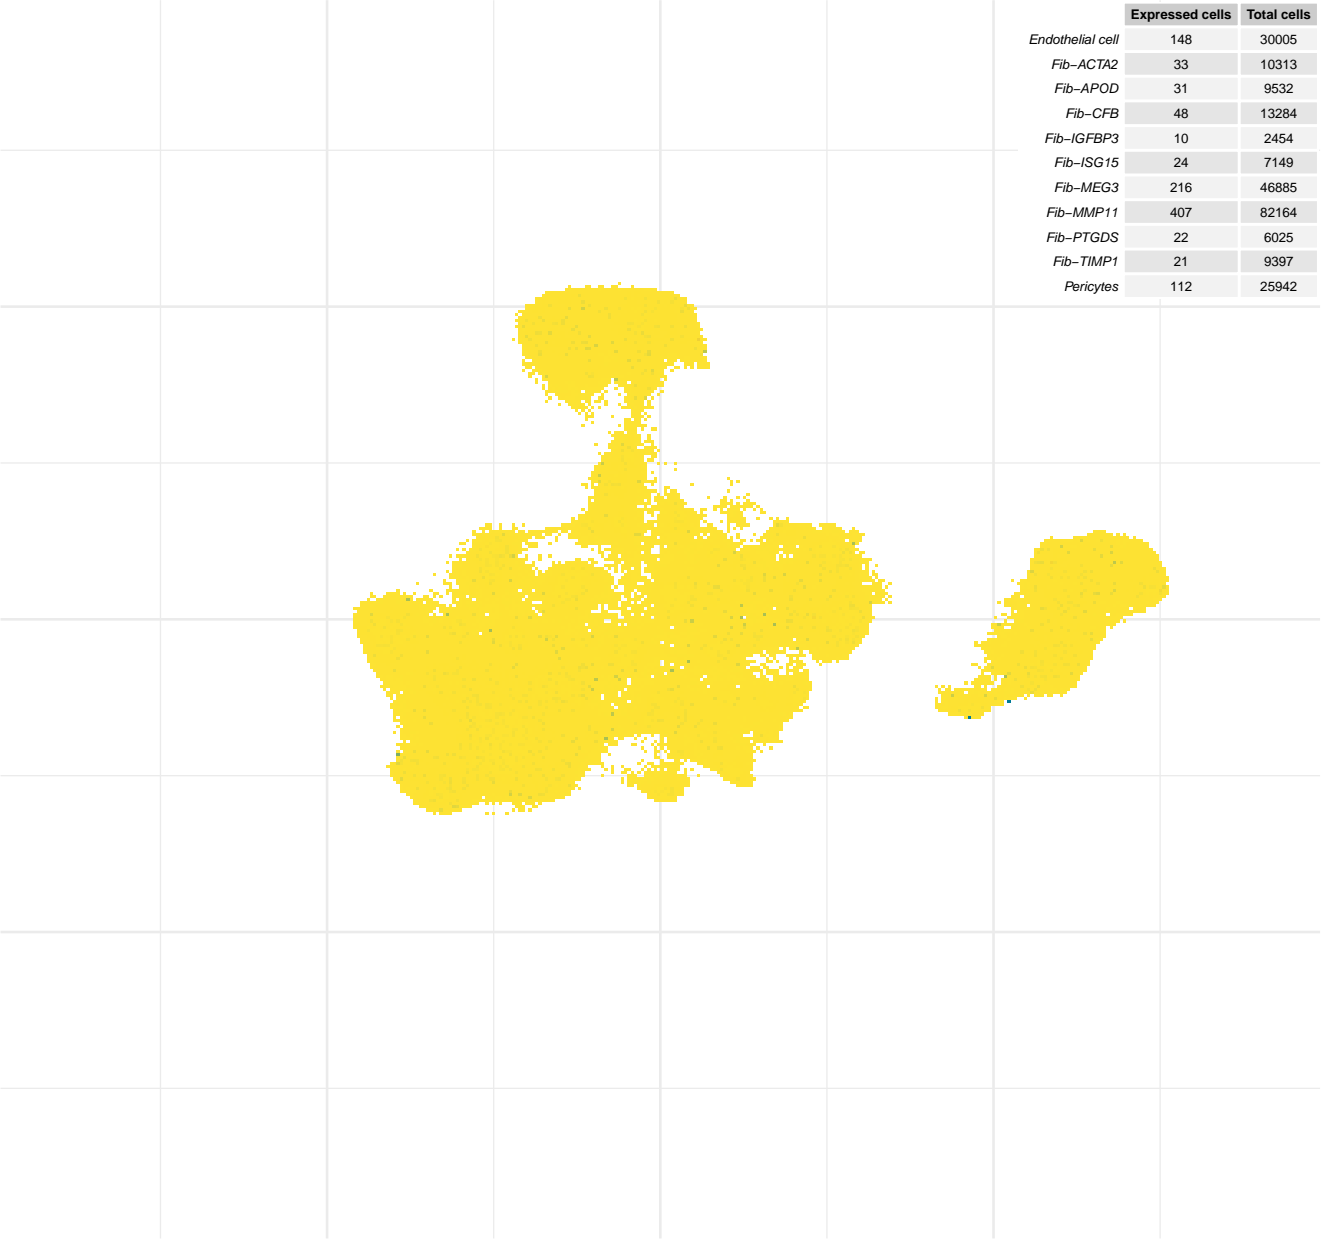 Expressed cells Total cells
Endothelial cell 148 30005
Fib−ACTA2 33 10313
Fib−APOD 31 9532
Fib−CFB 48 13284
Fib−IGFBP3 10 2454
Fib−ISG15 24 7149
Fib−MEG3 216 46885
Fib−MMP11 407 82164
Fib−PTGDS 22 6025
Fib−TIMP1 21 9397
Pericytes 112 25942